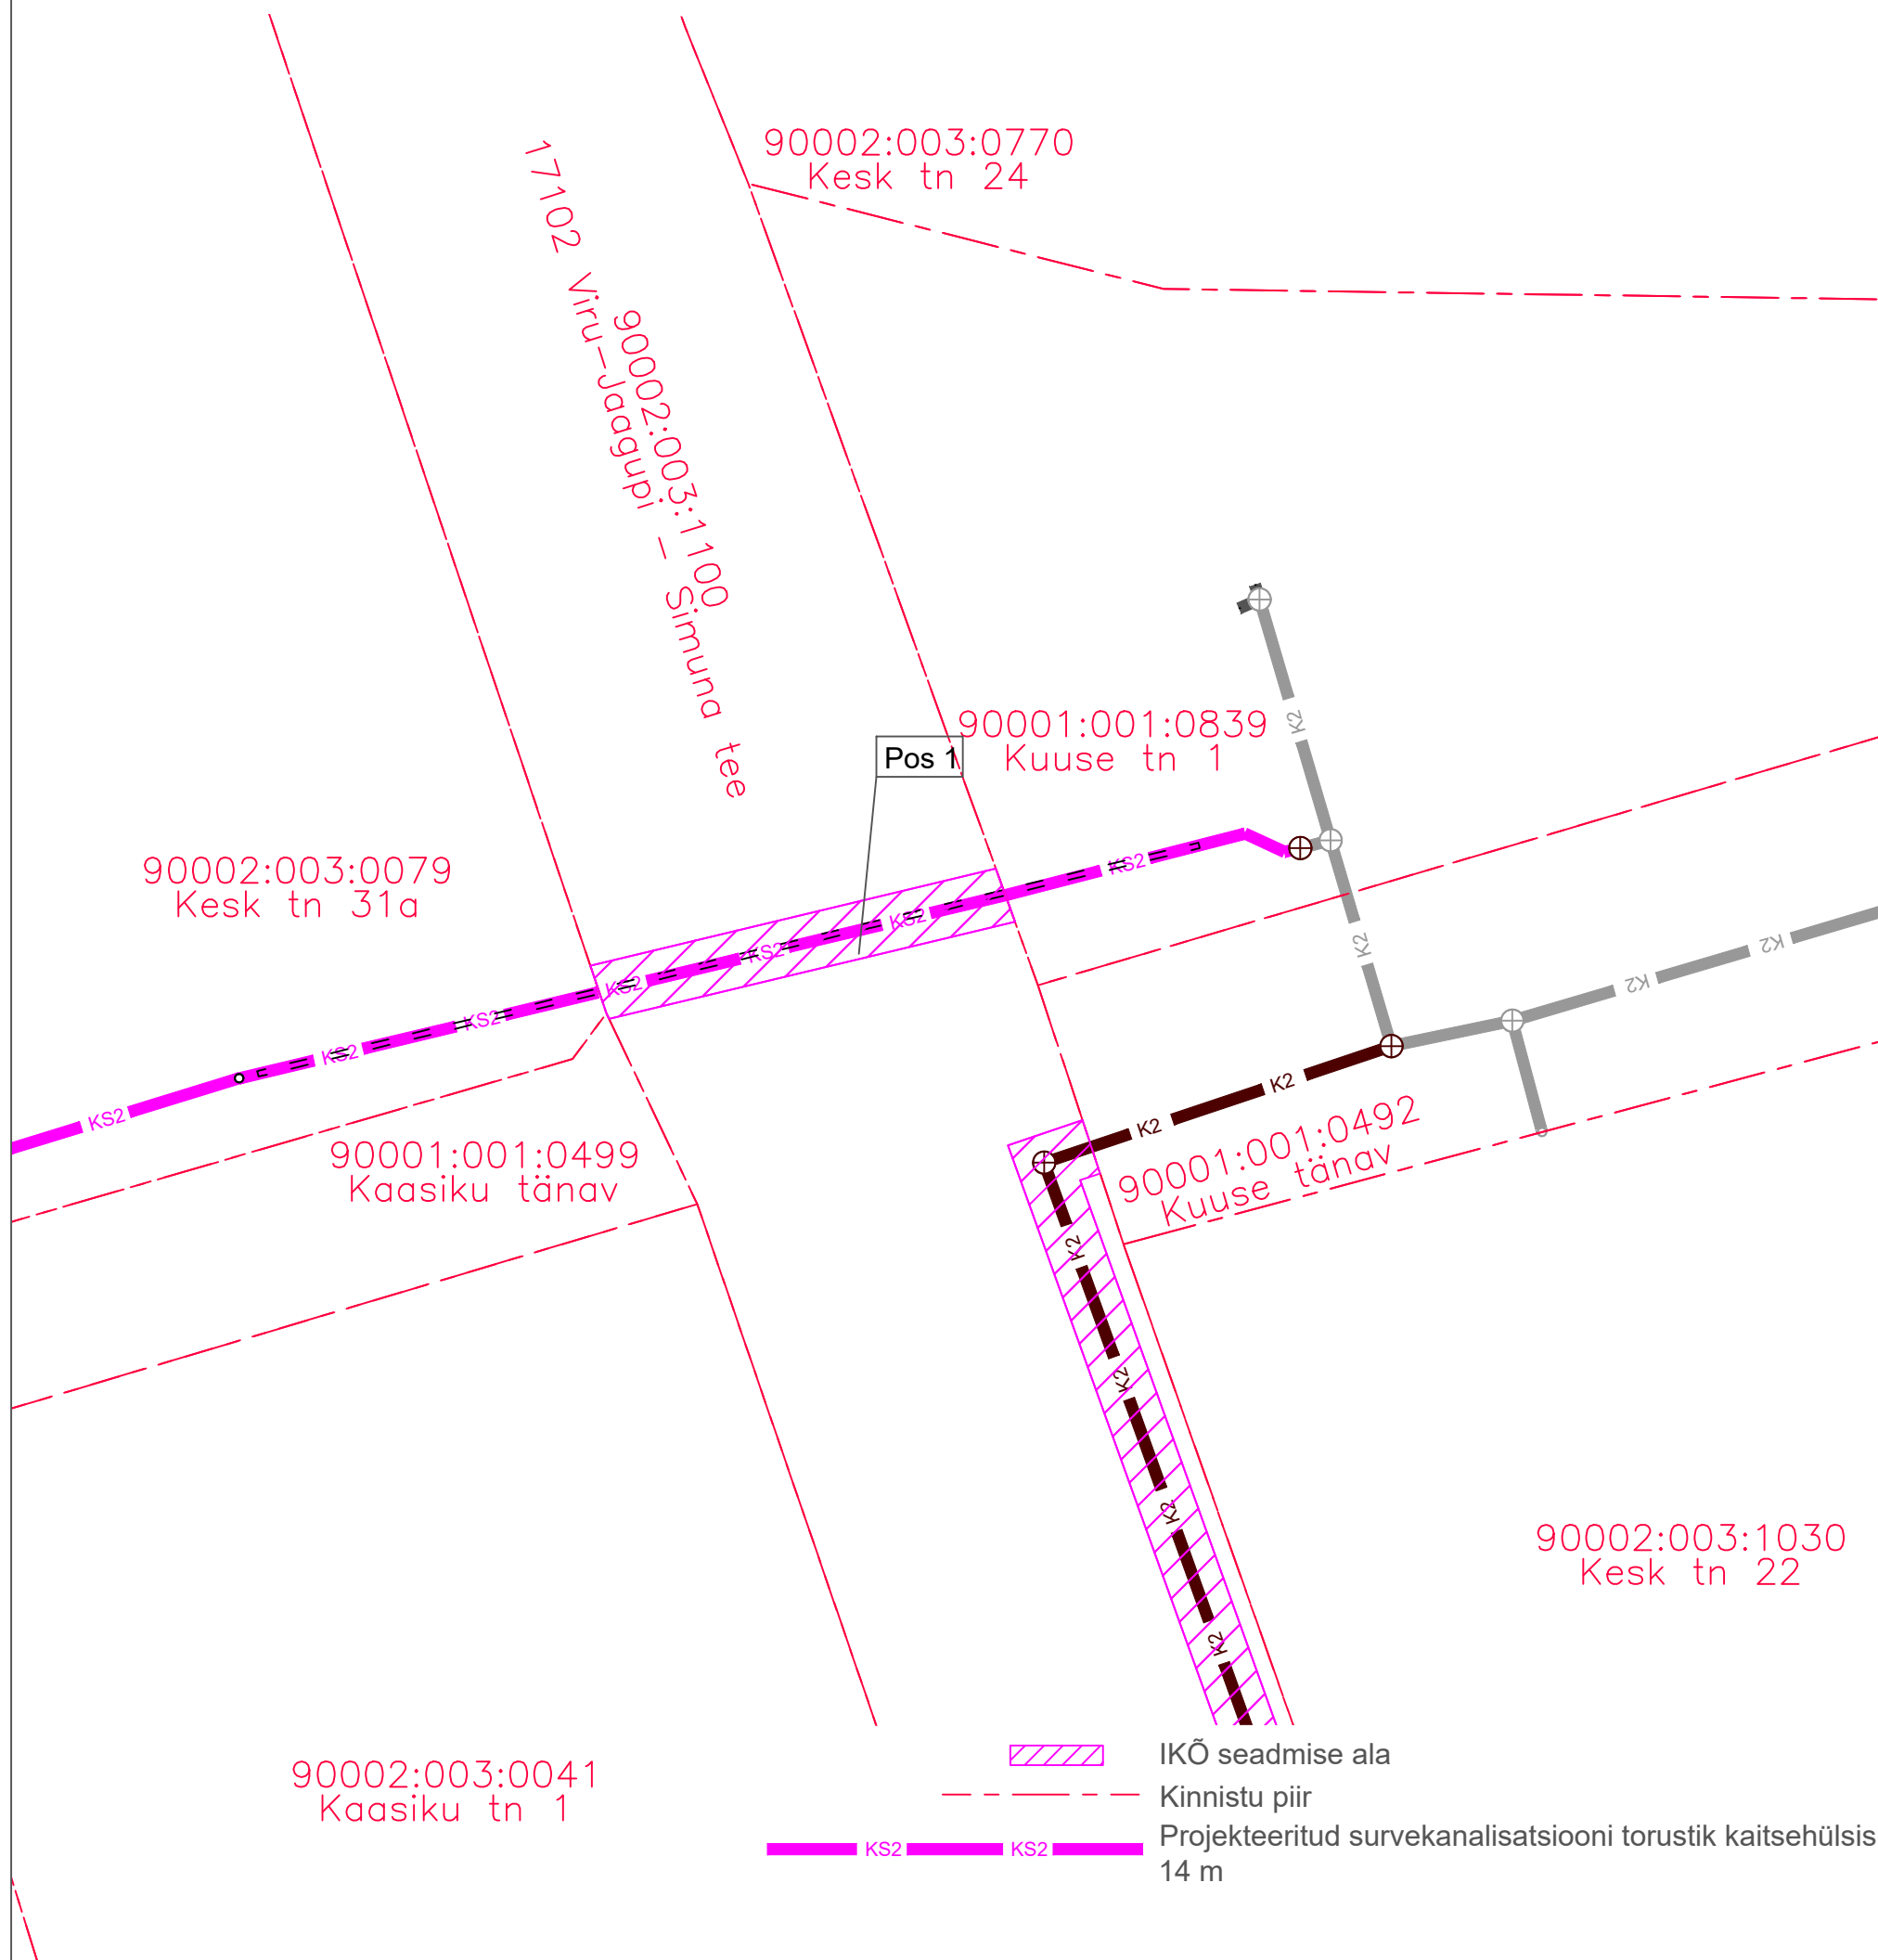 90002:003:0770
Kesk tn 24
17102 Viru-Jaagupi - Simuna tee
90002:003:1100
K2
90001:001:0839
Kuuse tn 1
Pos 1
90002:003:0079
Kesk tn 31a
KS2
KS2
K2
K2
KS2
KS2
K2
KS2
KS2
KS2
K2
K2
90001:001:0499
Kaasiku tänav
90001:001:0492
Kuuse tänav
K2
K2
K2
90002:003:1030
Kesk tn 22
K2
90002:003:0041
Kaasiku tn 1
IKÕ seadmise ala
Kinnistu piir
KS2 KS2
Projekteeritud survekanalisatsiooni torustik kaitsehülsis
14 m